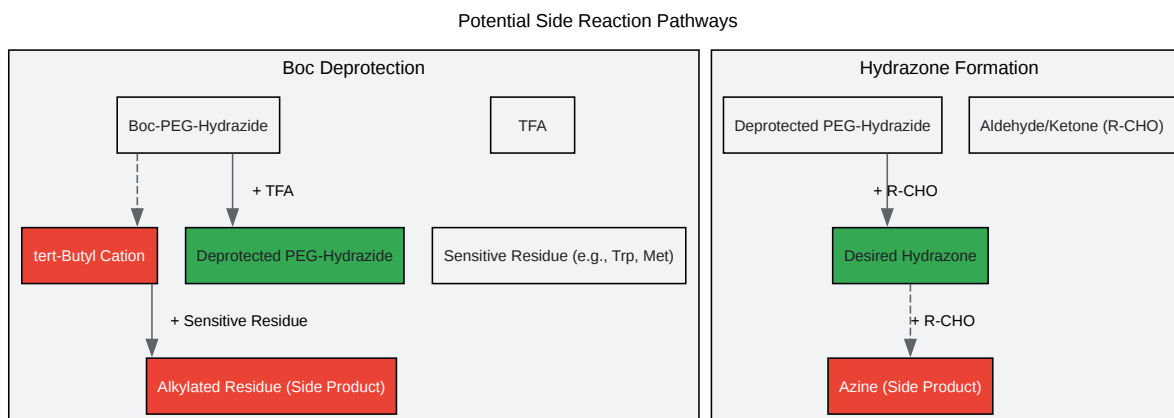 Potential Side Reaction Pathways
Boc Deprotection
Boc-PEG-Hydrazide
TFA
+ TFA
tert-Butyl Cation
Deprotected PEG-Hydrazide
Sensitive Residue (e.g., Trp, Met)
+ Sensitive Residue
Alkylated Residue (Side Product)
Hydrazone Formation
Deprotected PEG-Hydrazide
Aldehyde/Ketone (R-CHO)
+ R-CHO
Desired Hydrazone
+ R-CHO
Azine (Side Product)